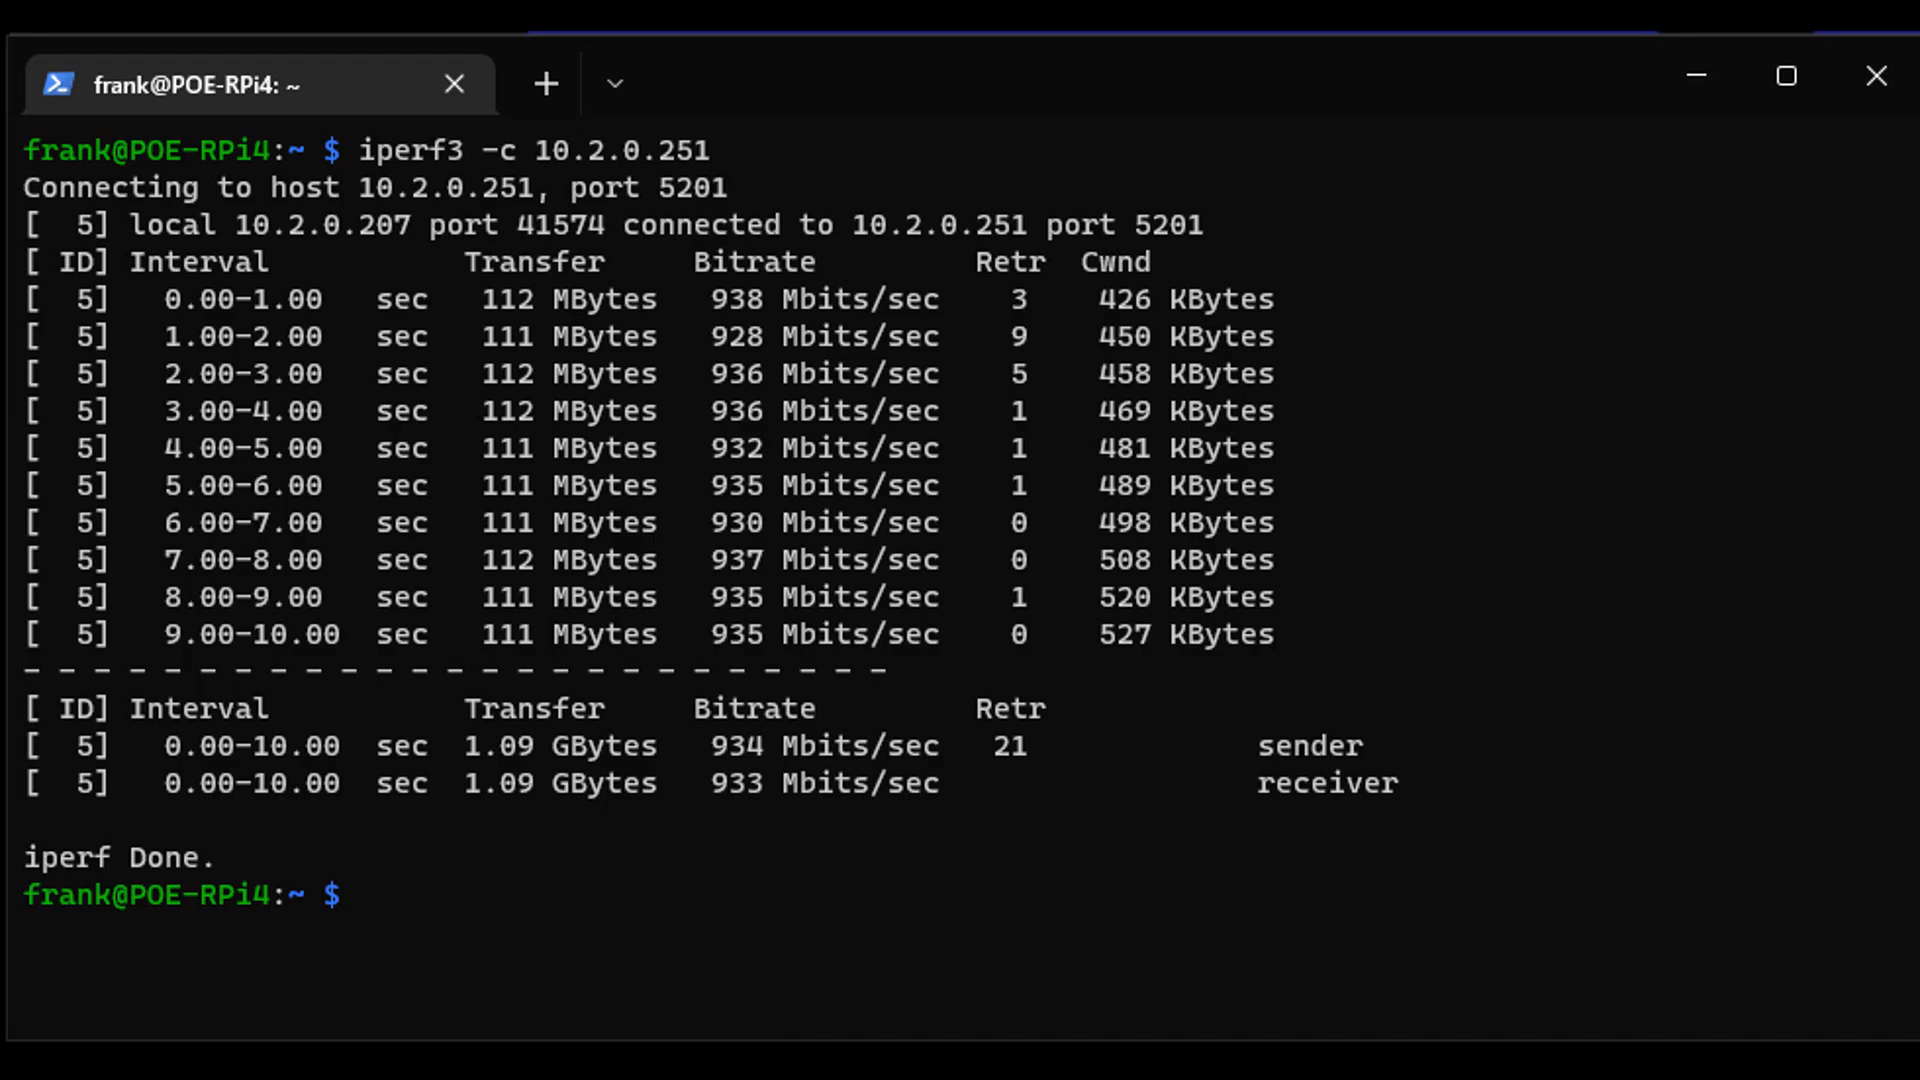 frank@POE-RPi4: ~
frank@POE-RPi4:~ $ iperf3 -c 10.2.0.251
Connecting to host 10.2.0.251, port 5201
[  5] local 10.2.0.207 port 41574 connected to 10.2.0.251 port 5201
[ ID] Interval           Transfer     Bitrate         Retr  Cwnd
[  5]   0.00-1.00   sec   112 MBytes   938 Mbits/sec    3    426 KBytes
[  5]   1.00-2.00   sec   111 MBytes   928 Mbits/sec    9    450 KBytes
[  5]   2.00-3.00   sec   112 MBytes   936 Mbits/sec    5    458 KBytes
[  5]   3.00-4.00   sec   112 MBytes   936 Mbits/sec    1    469 KBytes
[  5]   4.00-5.00   sec   111 MBytes   932 Mbits/sec    1    481 KBytes
[  5]   5.00-6.00   sec   111 MBytes   935 Mbits/sec    1    489 KBytes
[  5]   6.00-7.00   sec   111 MBytes   930 Mbits/sec    0    498 KBytes
[  5]   7.00-8.00   sec   112 MBytes   937 Mbits/sec    0    508 KBytes
[  5]   8.00-9.00   sec   111 MBytes   935 Mbits/sec    1    520 KBytes
[  5]   9.00-10.00  sec   111 MBytes   935 Mbits/sec    0    527 KBytes
- - - - - - - - - - - - - - - - - - - - - - - - -
[ ID] Interval           Transfer     Bitrate         Retr
[  5]   0.00-10.00  sec  1.09 GBytes   934 Mbits/sec   21             sender
[  5]   0.00-10.00  sec  1.09 GBytes   933 Mbits/sec                  receiver
iperf Done.
frank@POE-RPi4:~ $